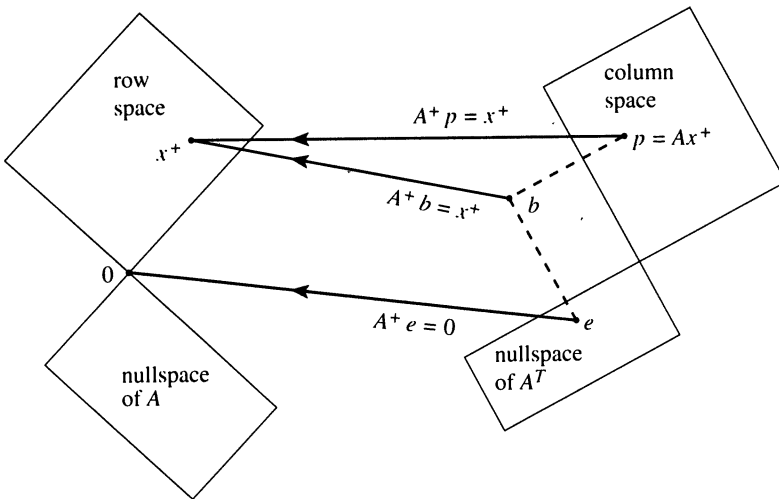 row
space
column
space
A⁺ p = x⁺
x⁺
p = Ax⁺
A⁺ b = x⁺
b
0
A⁺ e = 0
e
nullspace
of A
nullspace
of Aᵀ